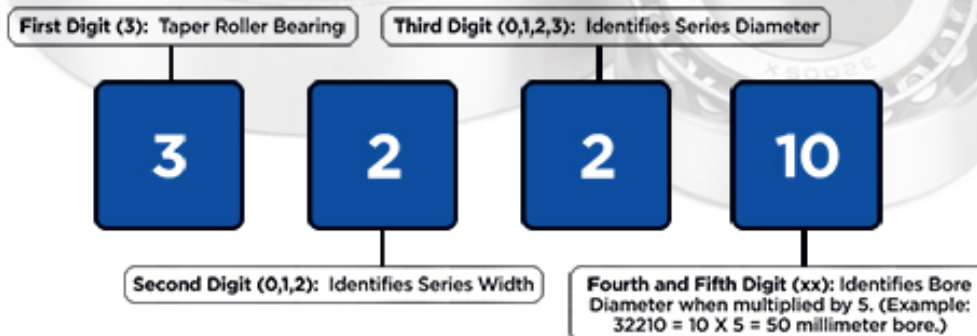 First Digit (3): Taper Roller Bearing
Third Digit (0,1,2,3): Identifies Series Diameter
3
2
2
10
Second Digit (0,1,2): Identifies Series Width
Fourth and Fifth Digit (xx): Identifies Bore
Diameter when multiplied by 5. (Example:
32210 = 10 X 5 = 50 millimeter bore.)